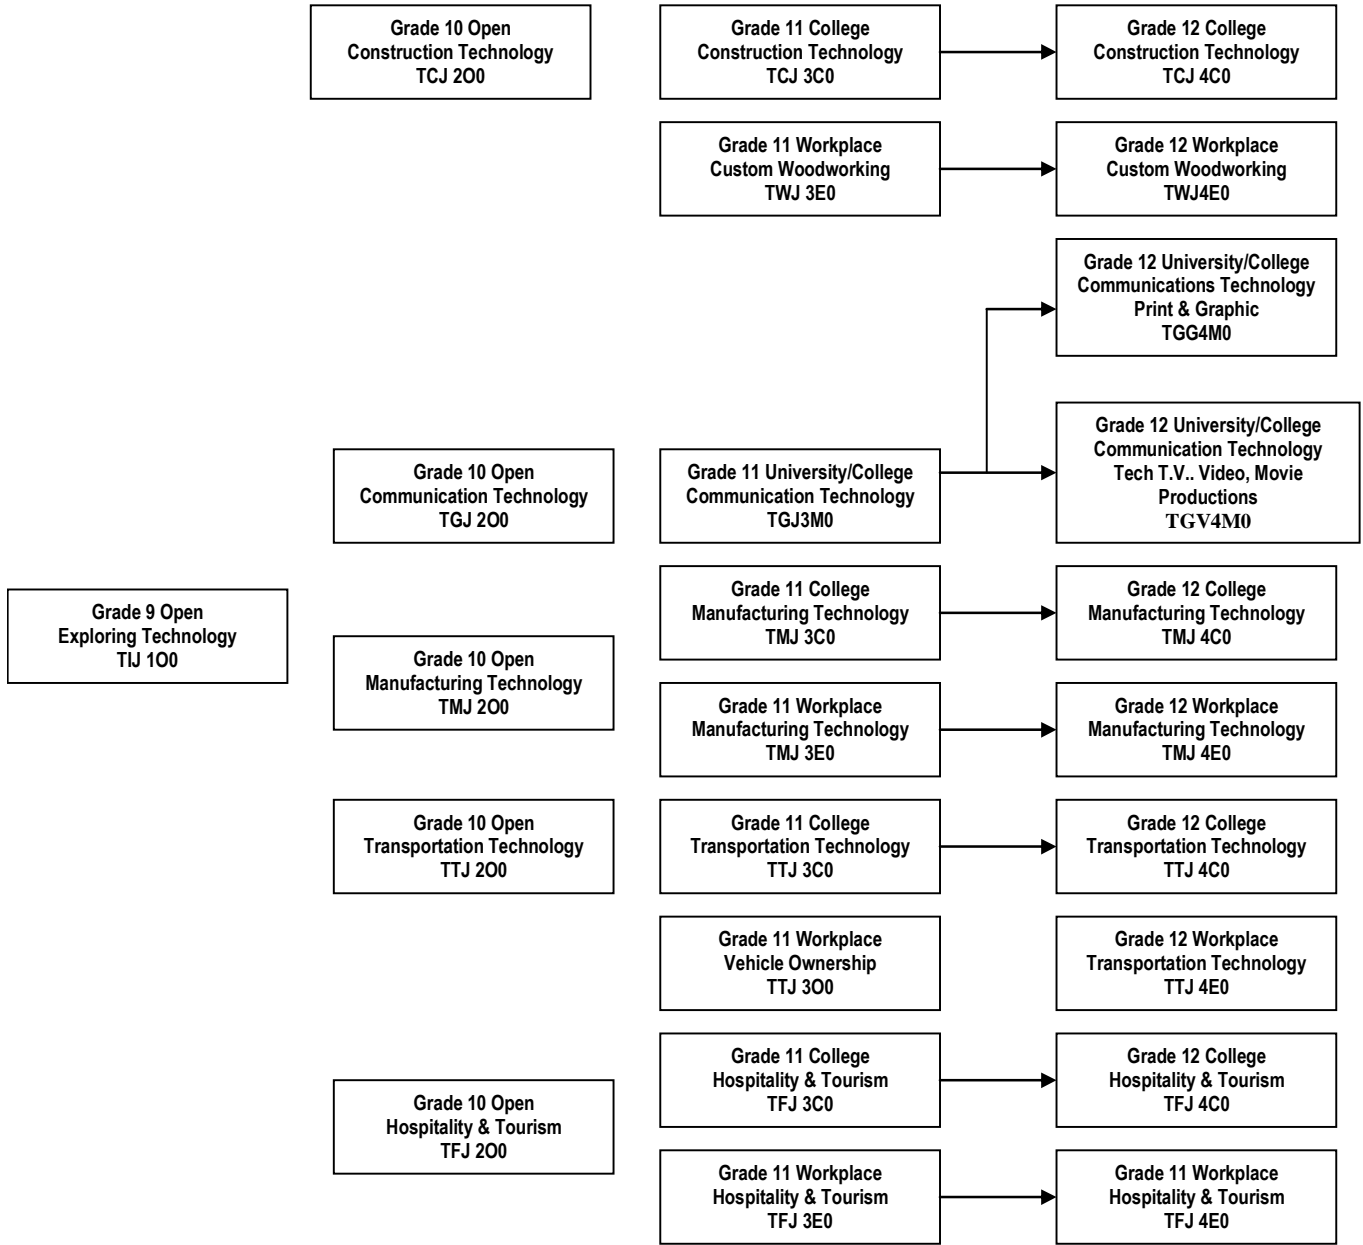 Grade 10 Open
Construction Technology
TCJ 2O0
Grade 11 College
Construction Technology
TCJ 3C0
Grade 12 College
Construction Technology
TCJ 4C0
Grade 11 Workplace
Custom Woodworking
TWJ 3E0
Grade 12 Workplace
Custom Woodworking
TWJ4E0
Grade 12 University/College
Communications Technology
Print & Graphic
TGG4M0
Grade 10 Open
Communication Technology
TGJ 2O0
Grade 11 University/College
Communication Technology
TGJ3M0
Grade 12 University/College
Communication Technology
Tech T.V.. Video, Movie
Productions
TGV4M0
Grade 9 Open
Exploring Technology
TIJ 1O0
Grade 10 Open
Manufacturing Technology
TMJ 2O0
Grade 11 College
Manufacturing Technology
TMJ 3C0
Grade 12 College
Manufacturing Technology
TMJ 4C0
Grade 11 Workplace
Manufacturing Technology
TMJ 3E0
Grade 12 Workplace
Manufacturing Technology
TMJ 4E0
Grade 10 Open
Transportation Technology
TTJ 2O0
Grade 11 College
Transportation Technology
TTJ 3C0
Grade 12 College
Transportation Technology
TTJ 4C0
Grade 11 Workplace
Vehicle Ownership
TTJ 3O0
Grade 12 Workplace
Transportation Technology
TTJ 4E0
Grade 10 Open
Hospitality & Tourism
TFJ 2O0
Grade 11 College
Hospitality & Tourism
TFJ 3C0
Grade 12 College
Hospitality & Tourism
TFJ 4C0
Grade 11 Workplace
Hospitality & Tourism
TFJ 3E0
Grade 11 Workplace
Hospitality & Tourism
TFJ 4E0